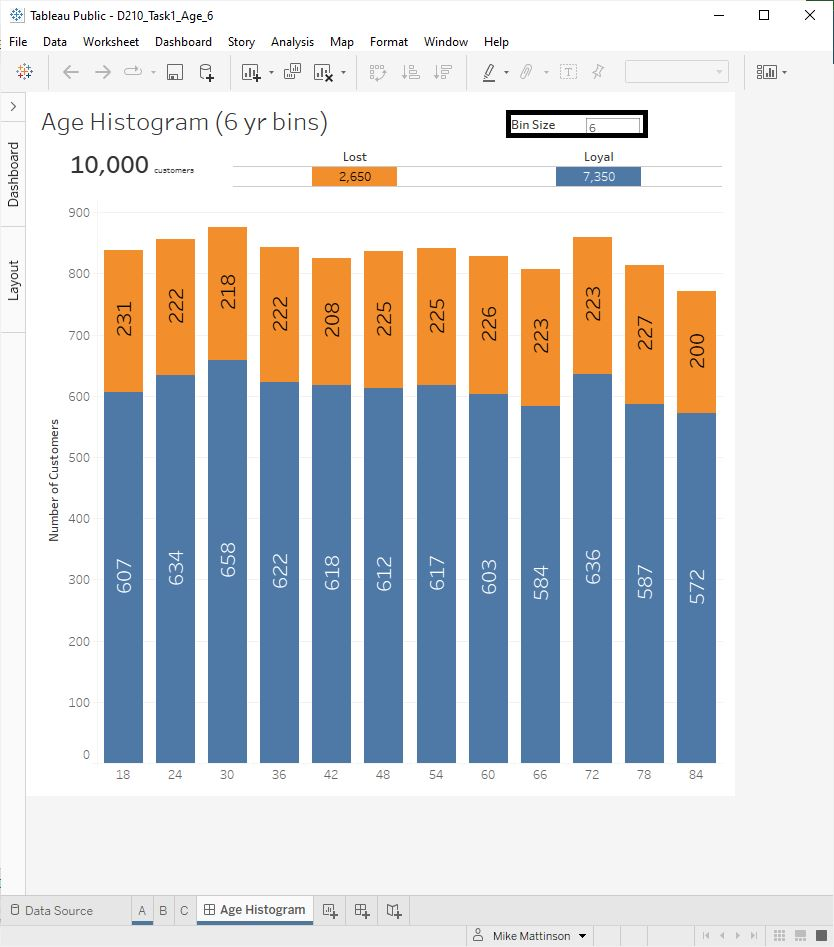 Tableau Public - D210_Task1_Age_6
File Data Worksheet Dashboard Story Analysis Map Format Window Help
Dashboard
Layout
Age Histogram (6 yr bins)
Bin Size 6
10,000 customers
Lost Loyal
2,650 7,350
Number of Customers
900
800
700
600
500
400
300
200
100
0
231 222 218 222 208 225 225 226 223 223 227 200
607 634 658 622 618 612 617 603 584 636 587 572
18 24 30 36 42 48 54 60 66 72 78 84
Data Source A B C Age Histogram
Mike Mattinson